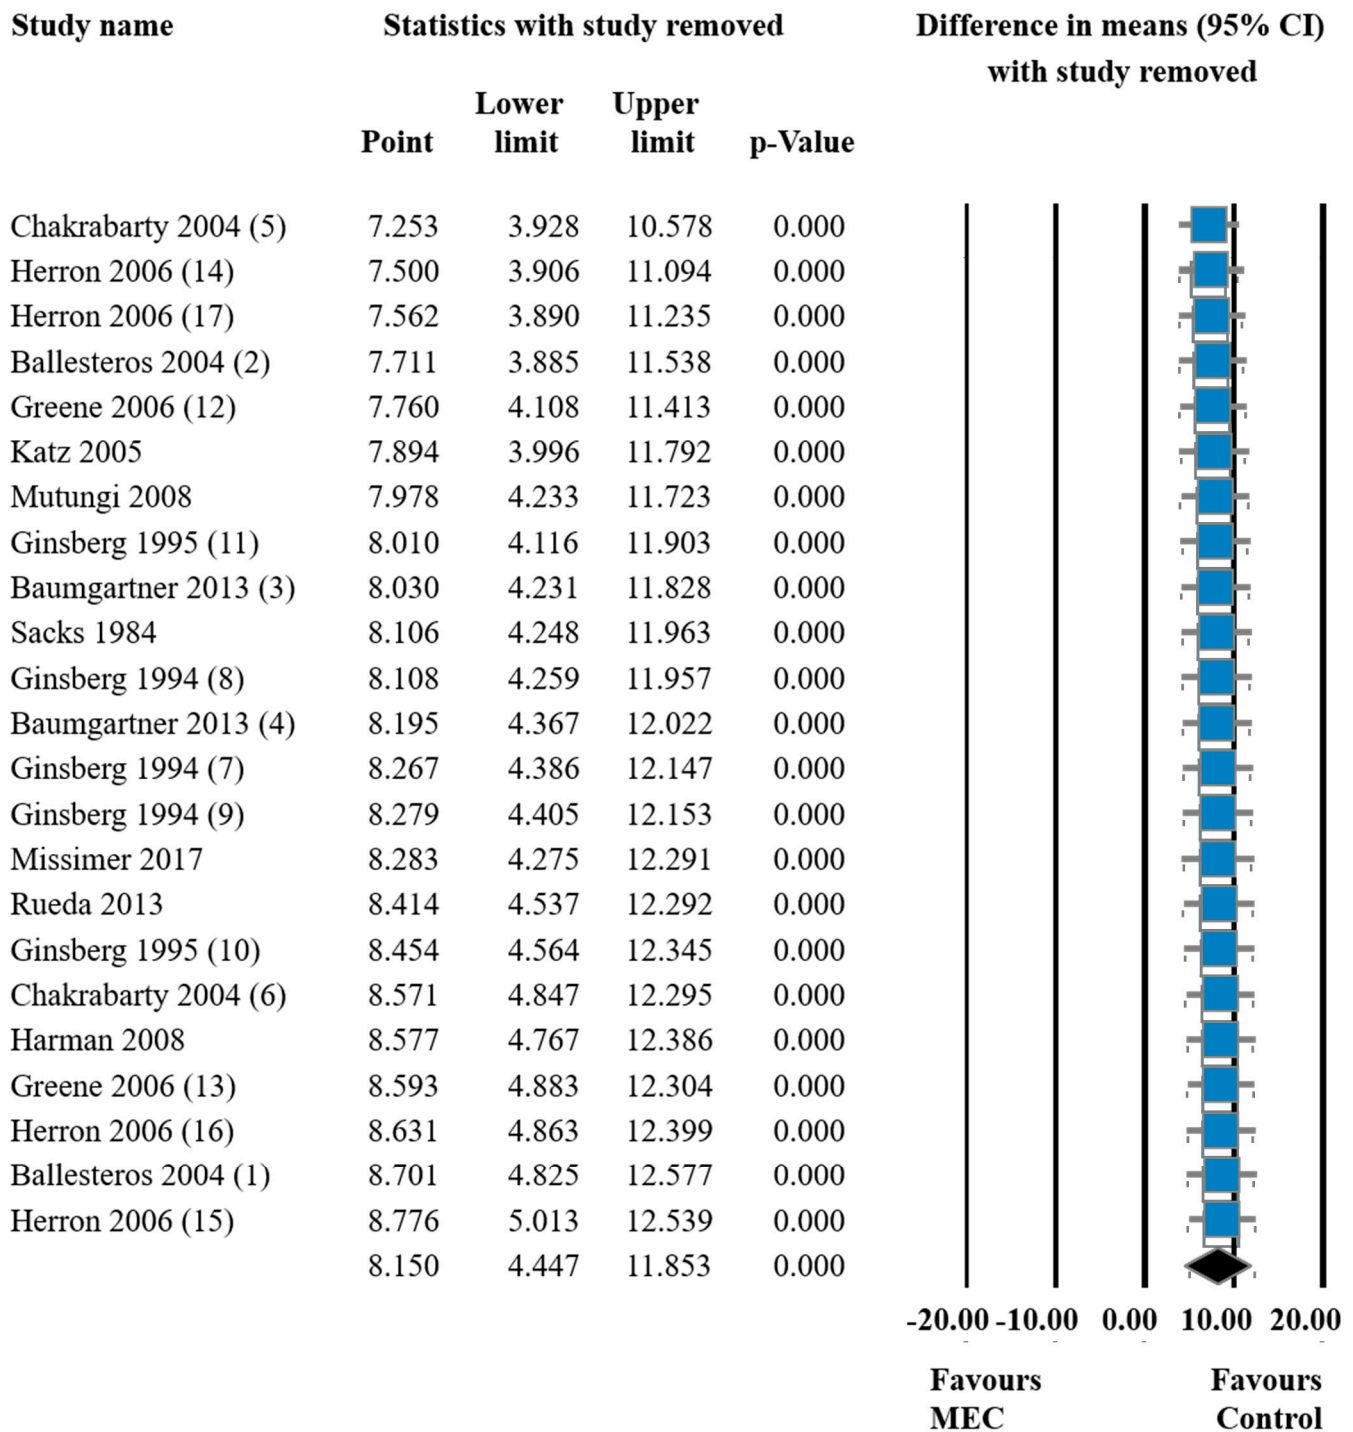 Study name Statistics with study removed Difference in means (95% CI)
with study removed
Lower Upper
Point limit limit p-Value
Chakrabarty 2004 (5) 7.253 3.928 10.578 0.000
Herron 2006 (14) 7.500 3.906 11.094 0.000
Herron 2006 (17) 7.562 3.890 11.235 0.000
Ballesteros 2004 (2) 7.711 3.885 11.538 0.000
Greene 2006 (12) 7.760 4.108 11.413 0.000
Katz 2005 7.894 3.996 11.792 0.000
Mutungi 2008 7.978 4.233 11.723 0.000
Ginsberg 1995 (11) 8.010 4.116 11.903 0.000
Baumgartner 2013 (3) 8.030 4.231 11.828 0.000
Sacks 1984 8.106 4.248 11.963 0.000
Ginsberg 1994 (8) 8.108 4.259 11.957 0.000
Baumgartner 2013 (4) 8.195 4.367 12.022 0.000
Ginsberg 1994 (7) 8.267 4.386 12.147 0.000
Ginsberg 1994 (9) 8.279 4.405 12.153 0.000
Missimer 2017 8.283 4.275 12.291 0.000
Rueda 2013 8.414 4.537 12.292 0.000
Ginsberg 1995 (10) 8.454 4.564 12.345 0.000
Chakrabarty 2004 (6) 8.571 4.847 12.295 0.000
Harman 2008 8.577 4.767 12.386 0.000
Greene 2006 (13) 8.593 4.883 12.304 0.000
Herron 2006 (16) 8.631 4.863 12.399 0.000
Ballesteros 2004 (1) 8.701 4.825 12.577 0.000
Herron 2006 (15) 8.776 5.013 12.539 0.000
8.150 4.447 11.853 0.000
-20.00 -10.00 0.00 10.00 20.00
Favours Favours
MEC Control